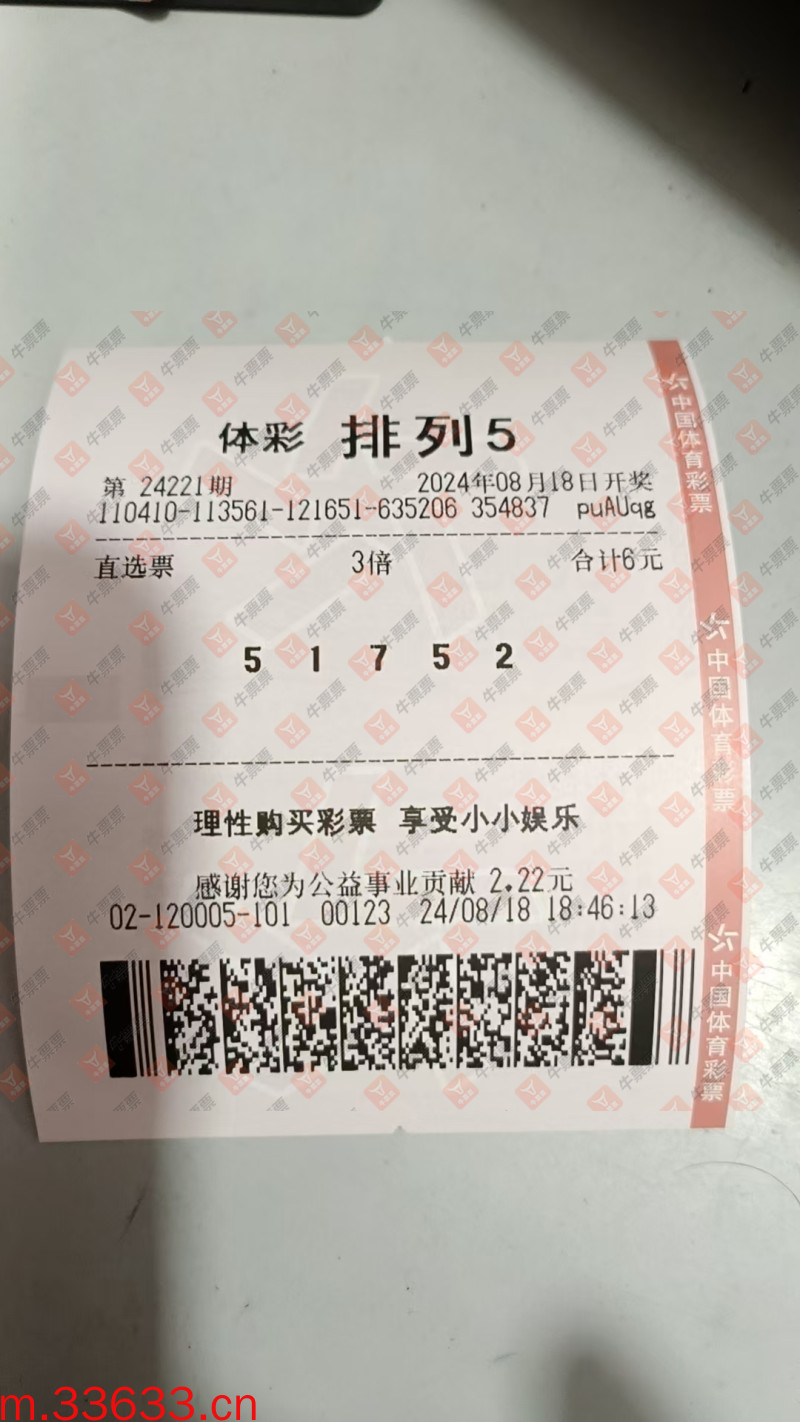 体彩 排列5
第 24221期 2024年08月18日开奖
110410-113561-121651-635206 354837 puAUqg
直选票 3倍 合计6元
5 1 7 5 2
理性购买彩票 享受小小娱乐
感谢您为公益事业贡献 2.22元
02-120005-101 00123 24/08/18 18:46:13
中国体育彩票
中国体育彩票
中国体育彩票
牛票票
m.33633.cn